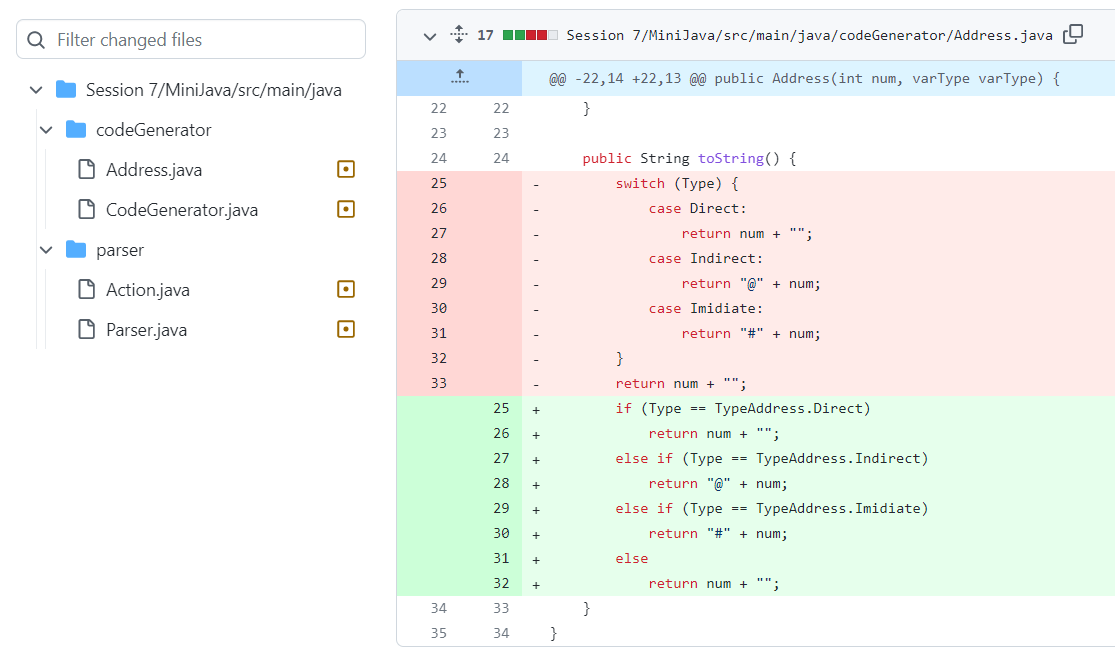 Filter changed files
Session 7/MiniJava/src/main/java
codeGenerator
Address.java
CodeGenerator.java
parser
Action.java
Parser.java
17 Session 7/MiniJava/src/main/java/codeGenerator/Address.java
@@ -22,14 +22,13 @@ public Address(int num, varType varType) {
22 22 }
23 23
24 24 public String toString() {
25 - switch (Type) {
26 - case Direct:
27 - return num + "";
28 - case Indirect:
29 - return "@" + num;
30 - case Imidiate:
31 - return "#" + num;
32 - }
33 - return num + "";
25 + if (Type == TypeAddress.Direct)
26 + return num + "";
27 + else if (Type == TypeAddress.Indirect)
28 + return "@" + num;
29 + else if (Type == TypeAddress.Imidiate)
30 + return "#" + num;
31 + else
32 + return num + "";
34 33 }
35 34 }